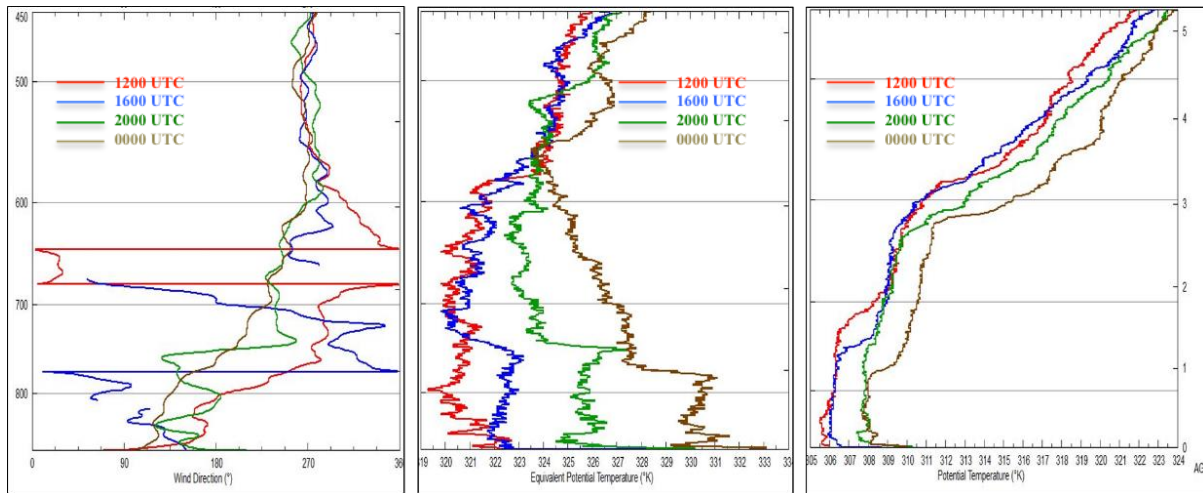 450
500
600
700
800
1200 UTC
1600 UTC
2000 UTC
0000 UTC
0 90 180 270 360
Wind Direction (°)
1200 UTC
1600 UTC
2000 UTC
0000 UTC
319 320 321 322 323 324 325 326 327 328 329 330 331 332 333 334
Equivalent Potential Temperature (°K)
1200 UTC
1600 UTC
2000 UTC
0000 UTC
5
4
3
2
1
0
305 306 307 308 309 310 311 312 313 314 315 316 317 318 319 320 321 322 323 324
Potential Temperature (°K)
AG